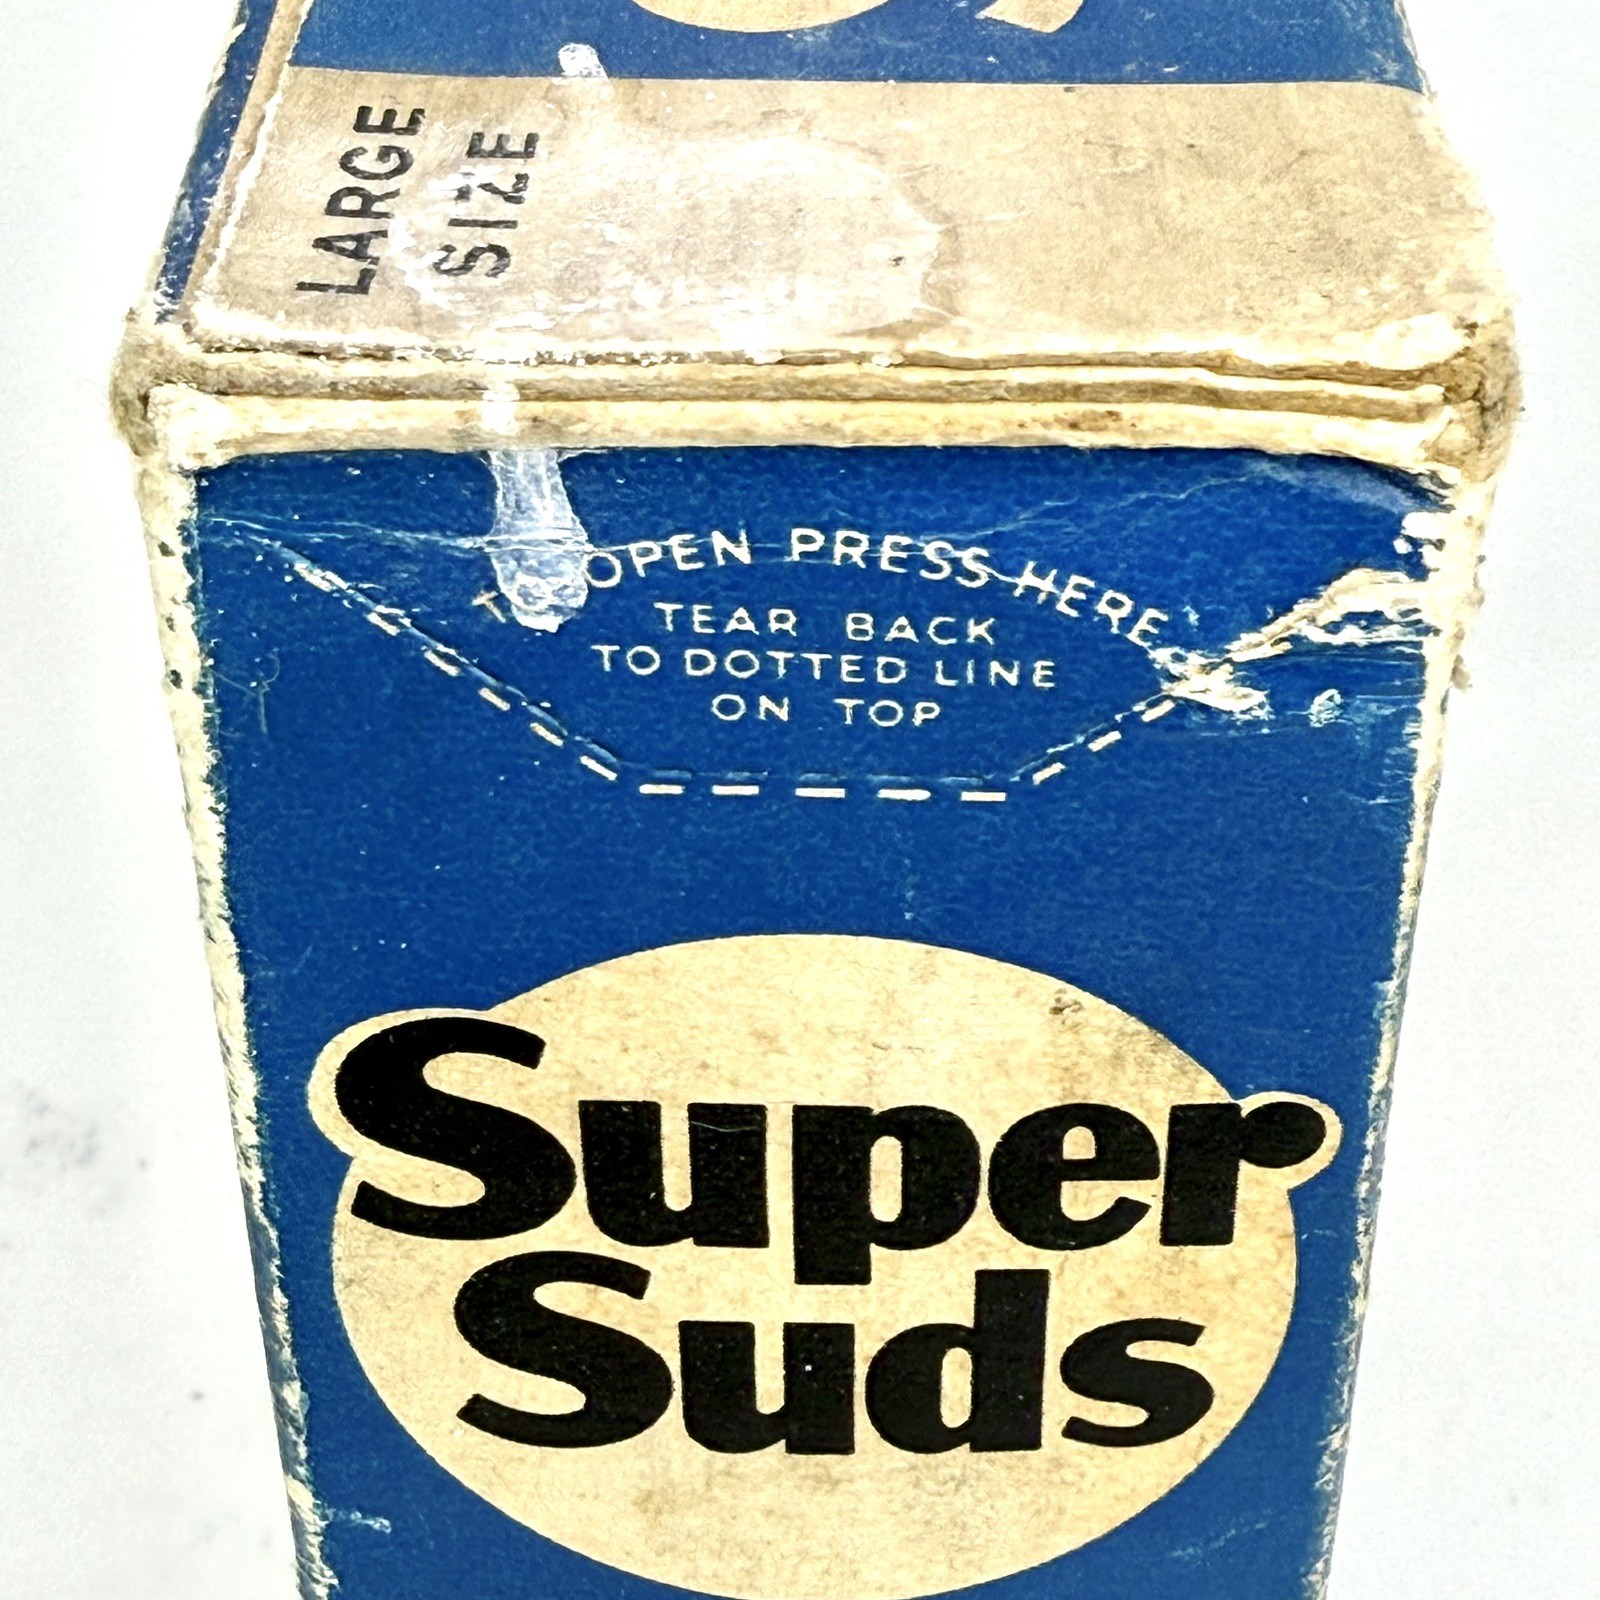 LARGE
SIZE
OPEN PRESS HERE
TEAR BACK
TO DOTTED LINE
ON TOP
Super
Suds